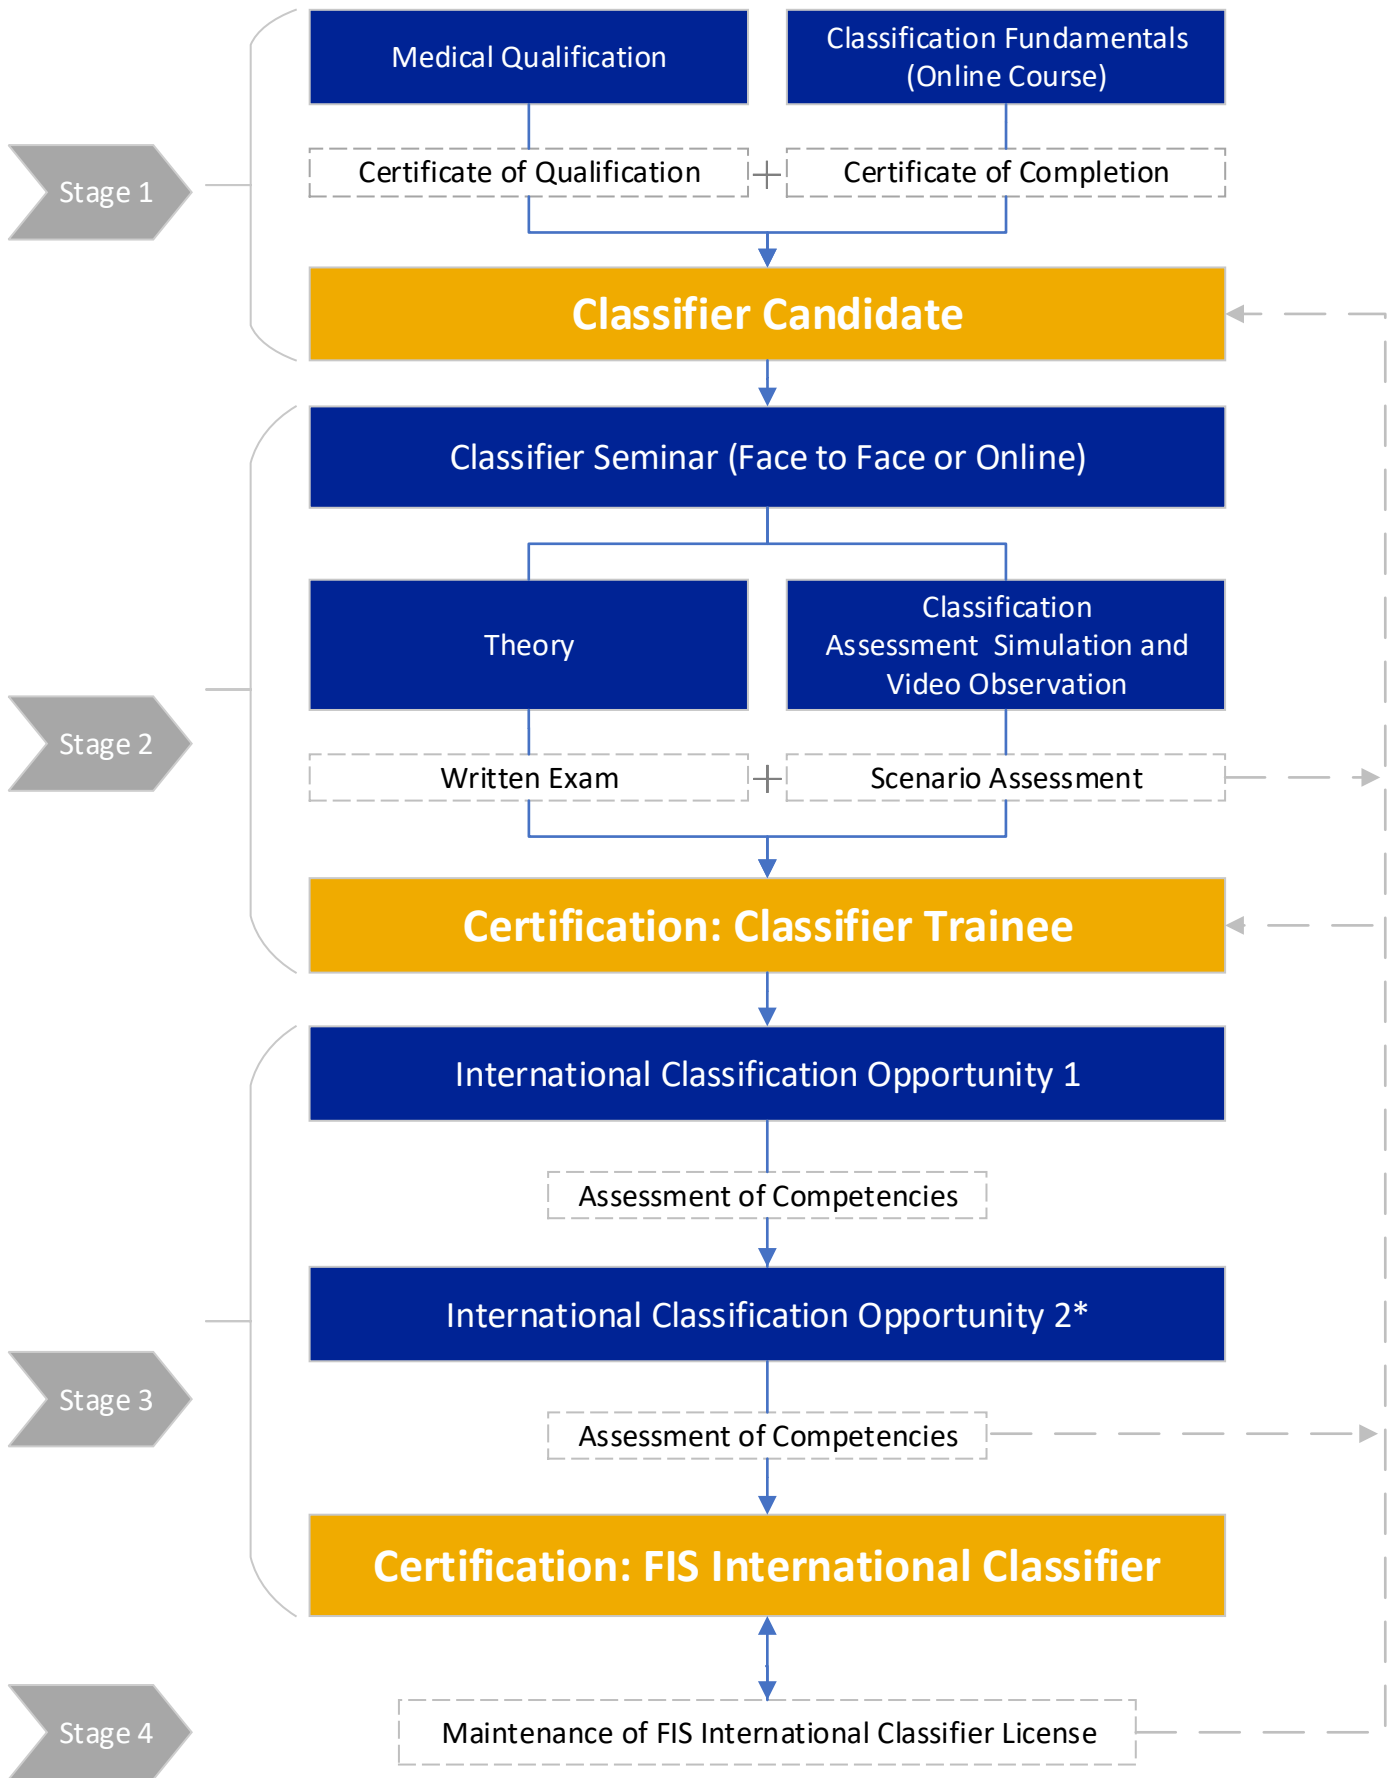 Medical Qualification
Classification Fundamentals
(Online Course)
Stage 1
Certificate of Qualification
+
Certificate of Completion
Classifier Candidate
Classifier Seminar (Face to Face or Online)
Theory
Classification
Assessment Simulation and
Video Observation
Stage 2
Written Exam
+
Scenario Assessment
Certification: Classifier Trainee
International Classification Opportunity 1
Assessment of Competencies
International Classification Opportunity 2*
Stage 3
Assessment of Competencies
Certification: FIS International Classifier
Stage 4
Maintenance of FIS International Classifier License